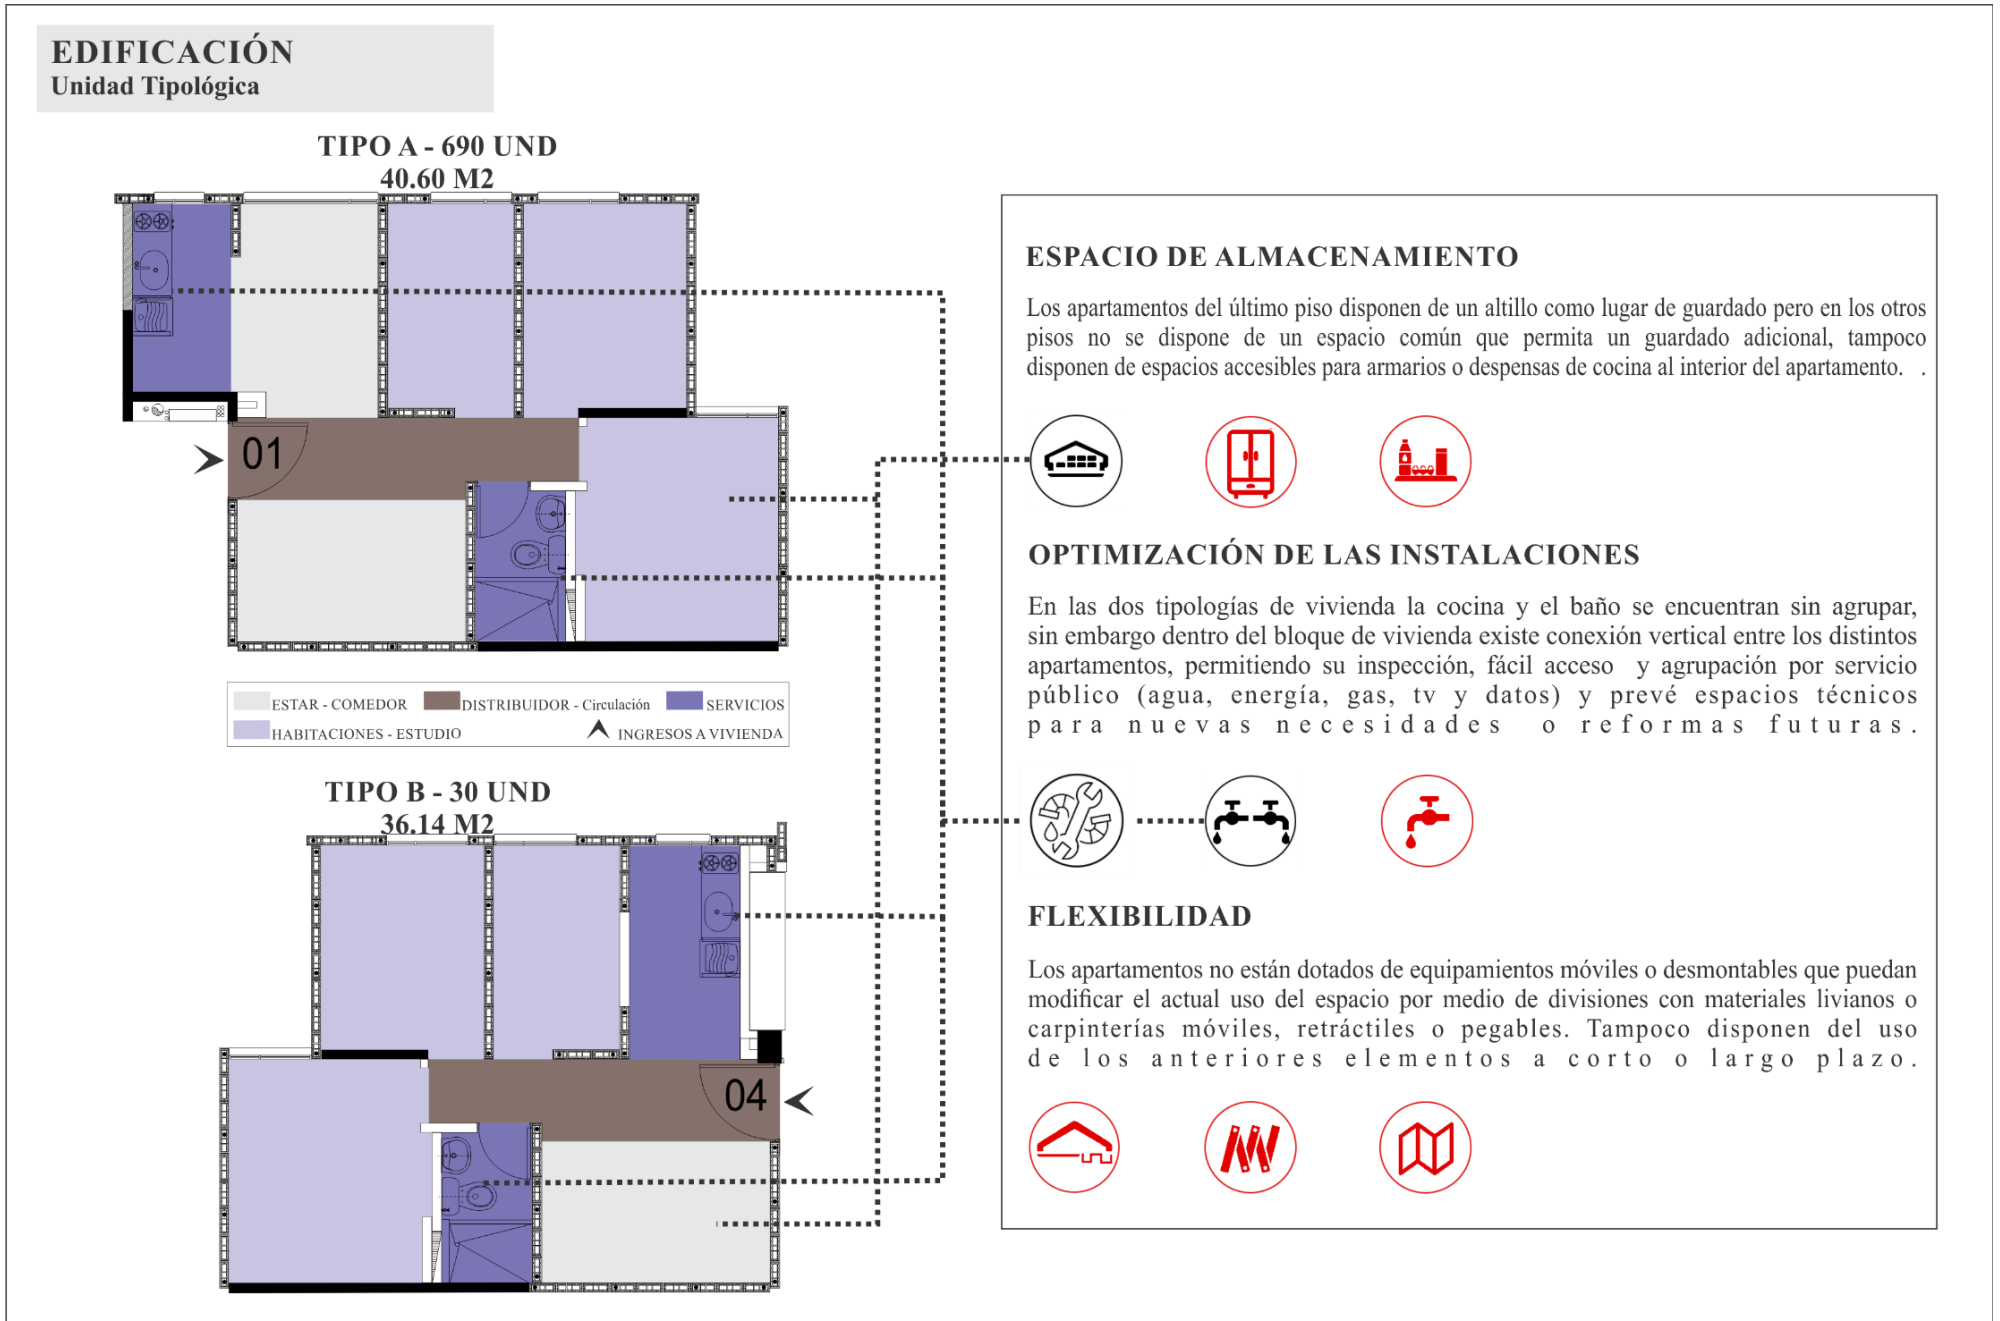 EDIFICACIÓN
Unidad Tipológica
TIPO A - 690 UND
40.60 M2
01
ESTAR - COMEDOR
DISTRIBUIDOR - Circulación
SERVICIOS
HABITACIONES - ESTUDIO
INGRESOS A VIVIENDA
TIPO B - 30 UND
36.14 M2
04
ESPACIO DE ALMACENAMIENTO
Los apartamentos del último piso disponen de un altillo como lugar de guardado pero en los otros
pisos no se dispone de un espacio común que permita un guardado adicional, tampoco
disponen de espacios accesibles para armarios o despensas de cocina al interior del apartamento. .
OPTIMIZACIÓN DE LAS INSTALACIONES
En las dos tipologías de vivienda la cocina y el baño se encuentran sin agrupar,
sin embargo dentro del bloque de vivienda existe conexión vertical entre los distintos
apartamentos, permitiendo su inspección, fácil acceso y agrupación por servicio
público (agua, energía, gas, tv y datos) y prevé espacios técnicos
para nuevas necesidades o reformas futuras.
FLEXIBILIDAD
Los apartamentos no están dotados de equipamientos móviles o desmontables que puedan
modificar el actual uso del espacio por medio de divisiones con materiales livianos o
carpinterías móviles, retráctiles o pegables. Tampoco disponen del uso
de los anteriores elementos a corto o largo plazo.